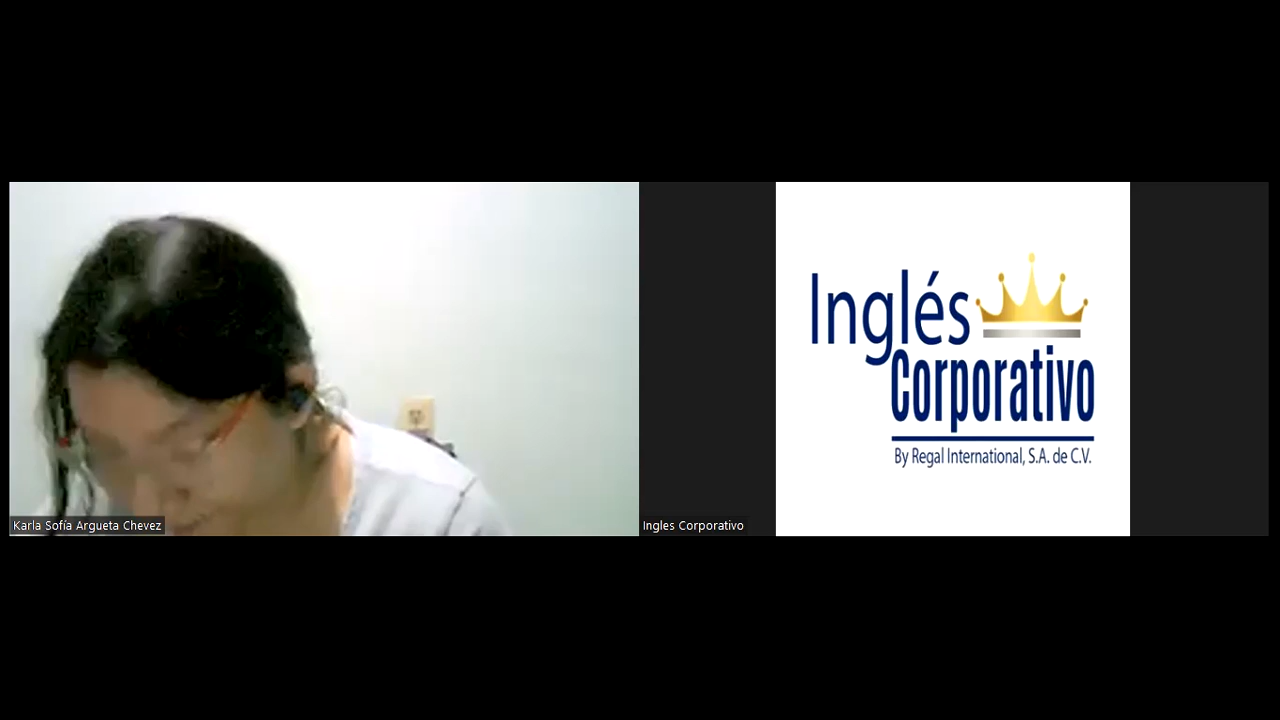 Inglés
Corporativo
By Regal International, S.A. de C.V.
Karla Sofía Argueta Chevez
Ingles Corporativo